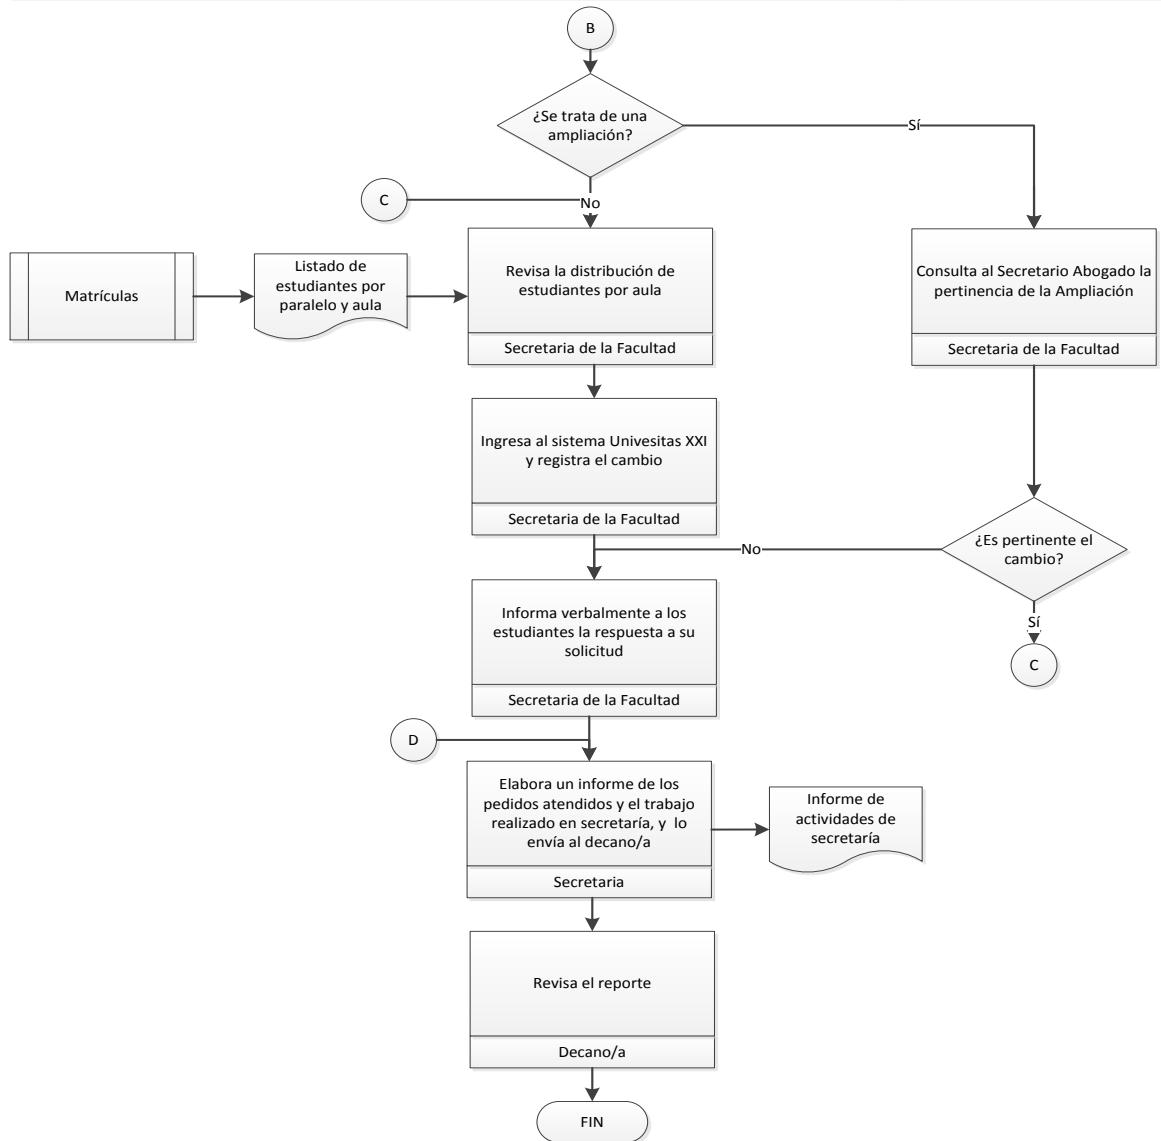 B
¿Se trata de una
ampliación?
Sí
C
No
Matrículas
Listado de
estudiantes por
paralelo y aula
Revisa la distribución de
estudiantes por aula
Secretaria de la Facultad
Consulta al Secretario Abogado la
pertinencia de la Ampliación
Secretaria de la Facultad
Ingresa al sistema Univesitas XXI
y registra el cambio
Secretaria de la Facultad
¿Es pertinente el
cambio?
No
Sí
C
Informa verbalmente a los
estudiantes la respuesta a su
solicitud
Secretaria de la Facultad
D
Elabora un informe de los
pedidos atendidos y el trabajo
realizado en secretaría, y lo
envía al decano/a
Secretaria
Informe de
actividades de
secretaría
Revisa el reporte
Decano/a
FIN